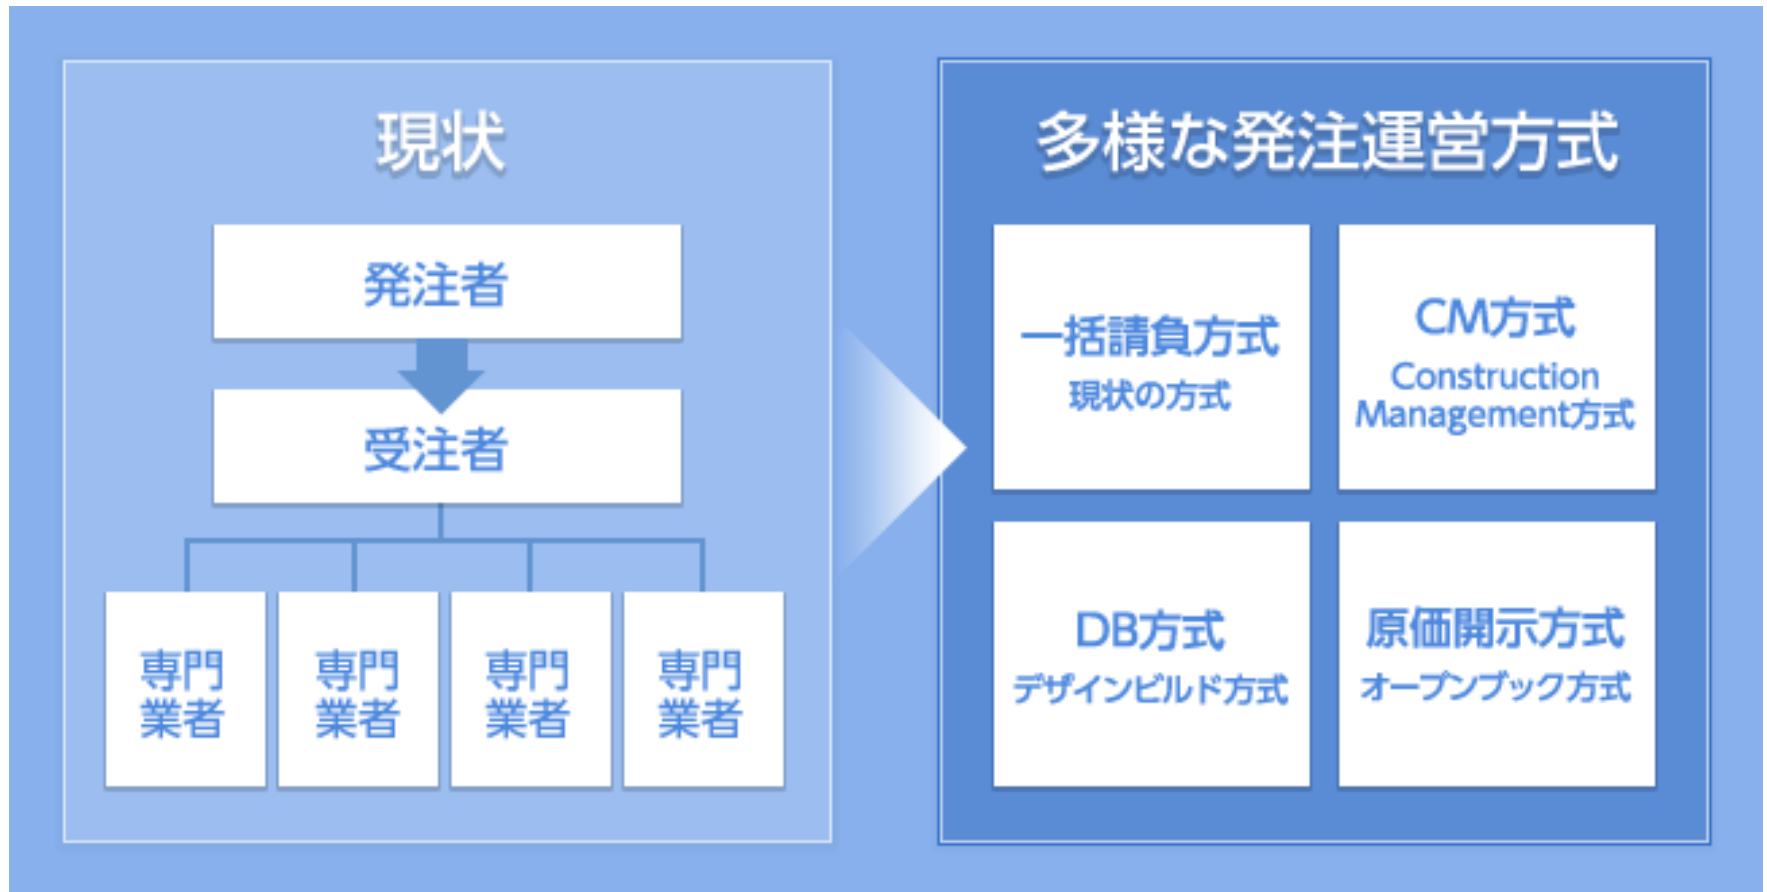 現状
発注者
受注者
専門
業者
専門
業者
専門
業者
専門
業者
多様な発注運営方式
一括請負方式
現状の方式
CM方式
Construction
Management方式
DB方式
デザインビルド方式
原価開示方式
オープンブック方式